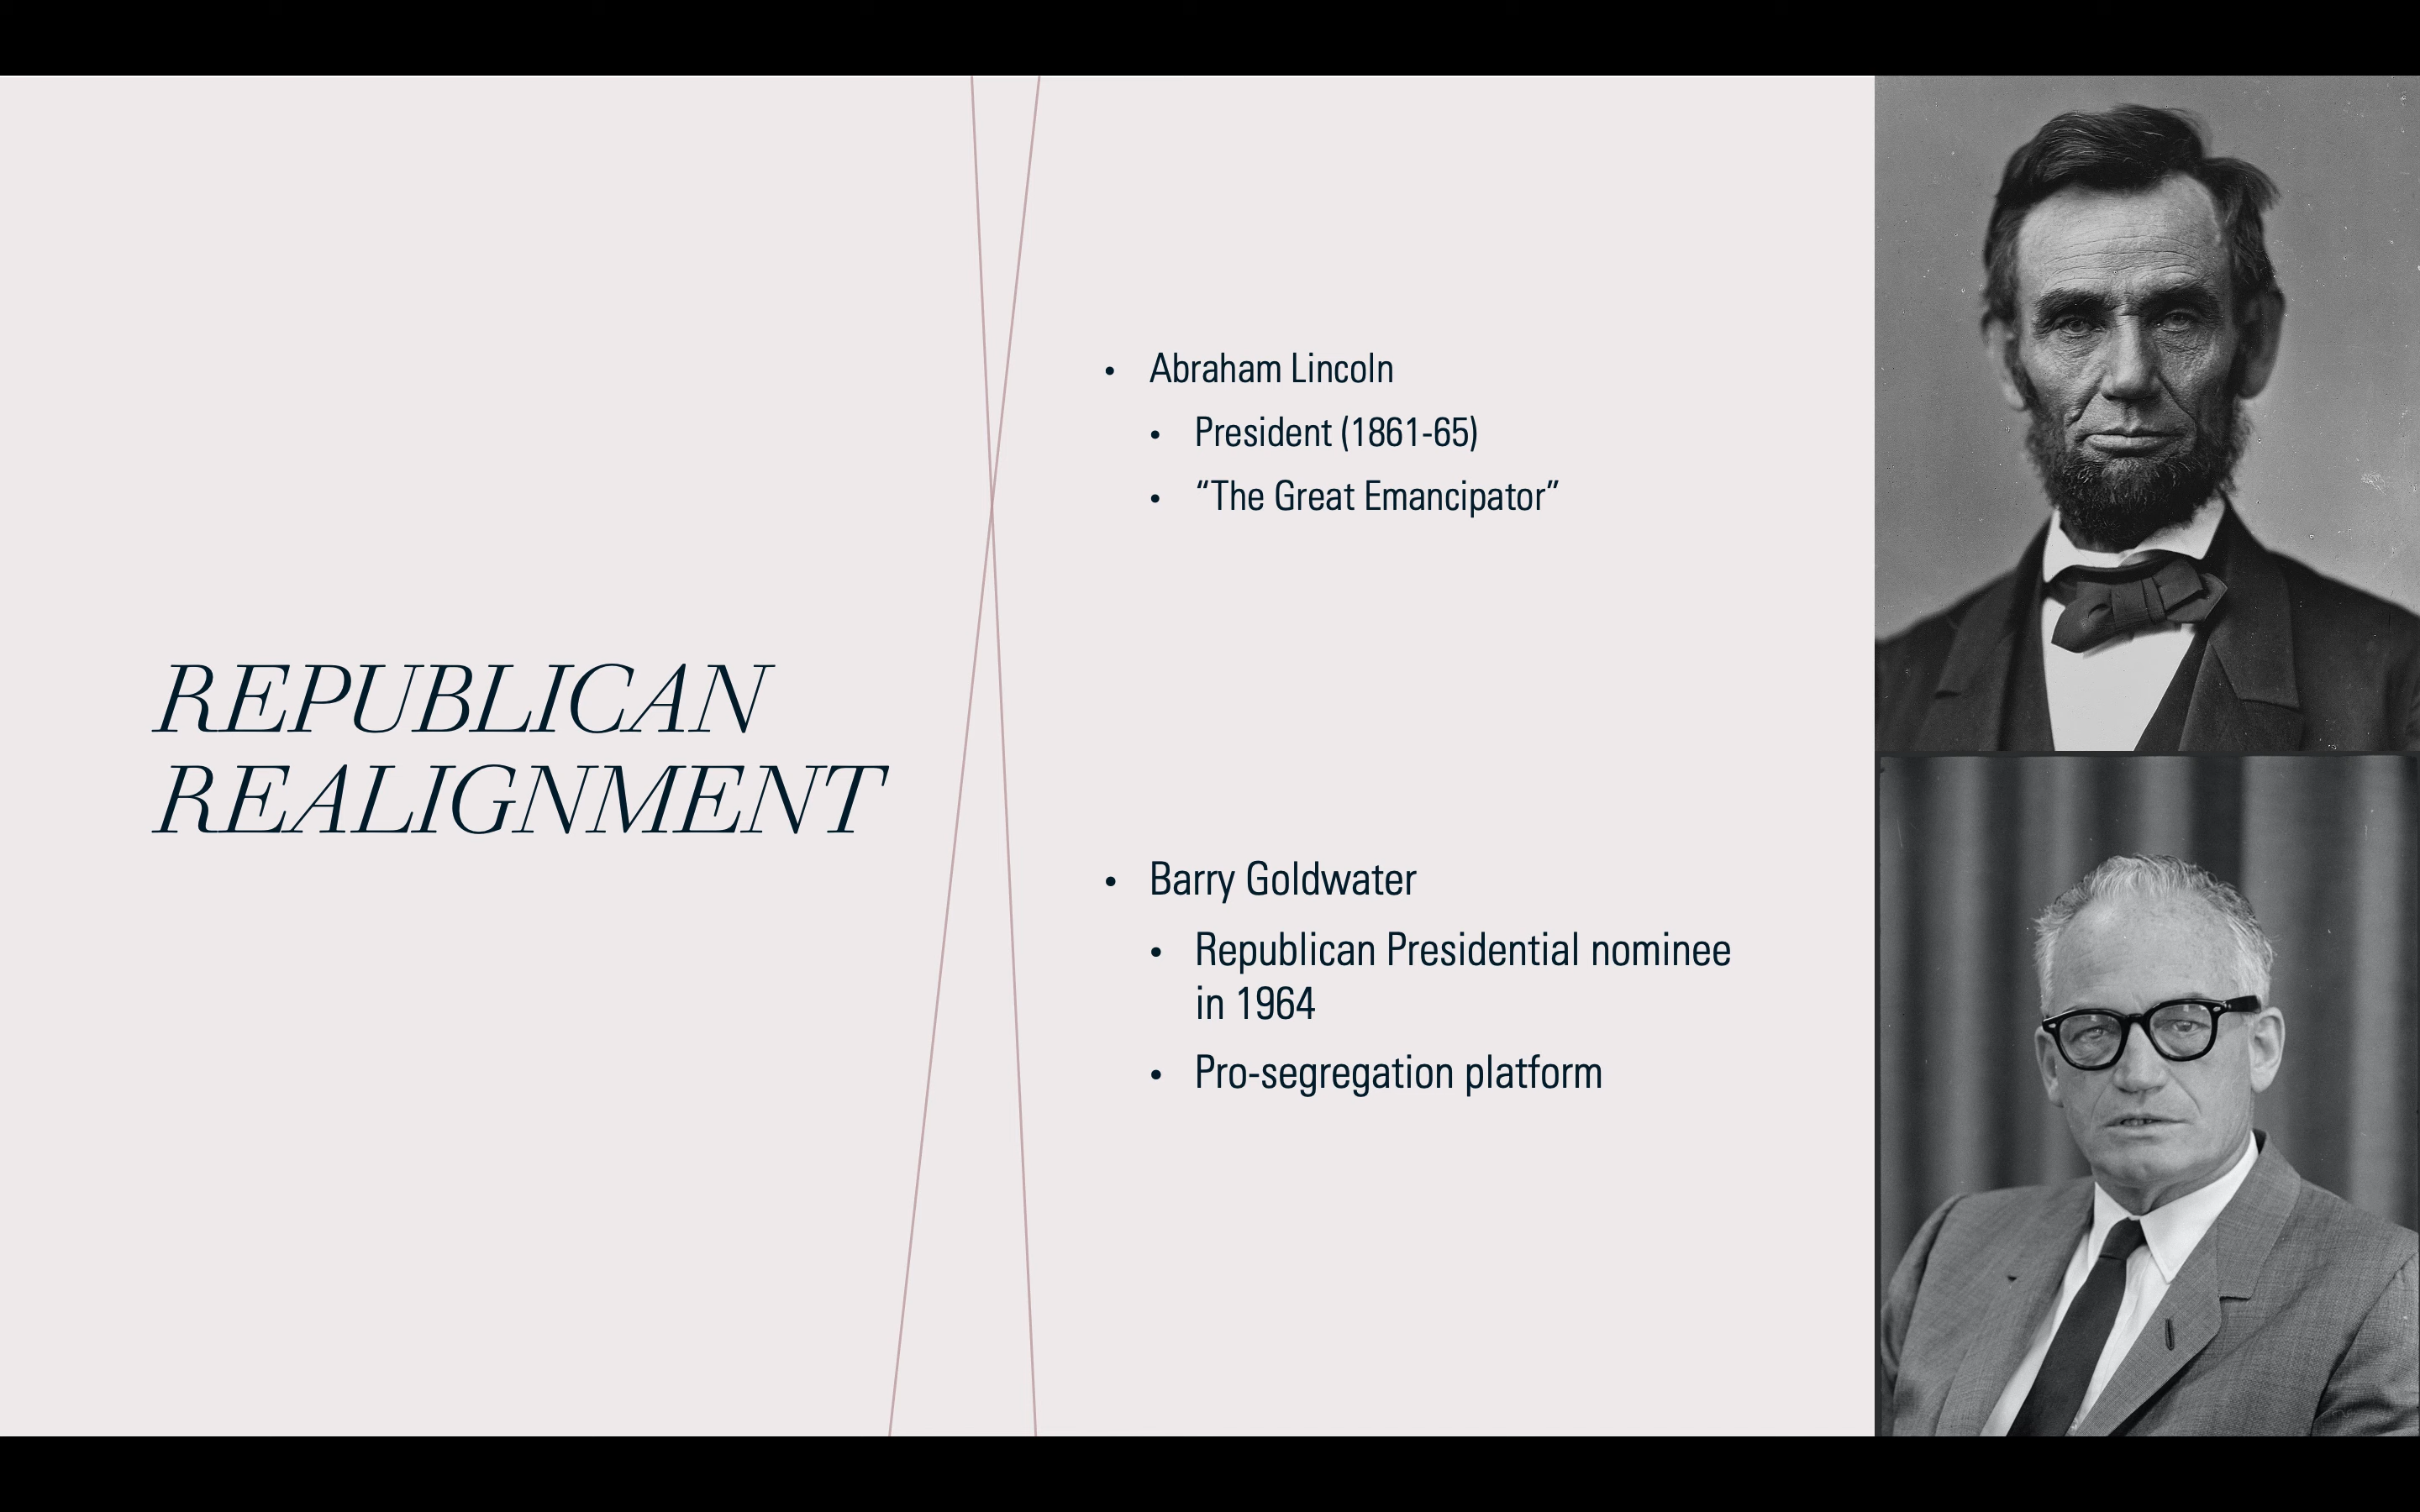 REPUBLICAN
REALIGNMENT
• Abraham Lincoln
• President (1861-65)
• “The Great Emancipator”
• Barry Goldwater
• Republican Presidential nominee
in 1964
• Pro-segregation platform